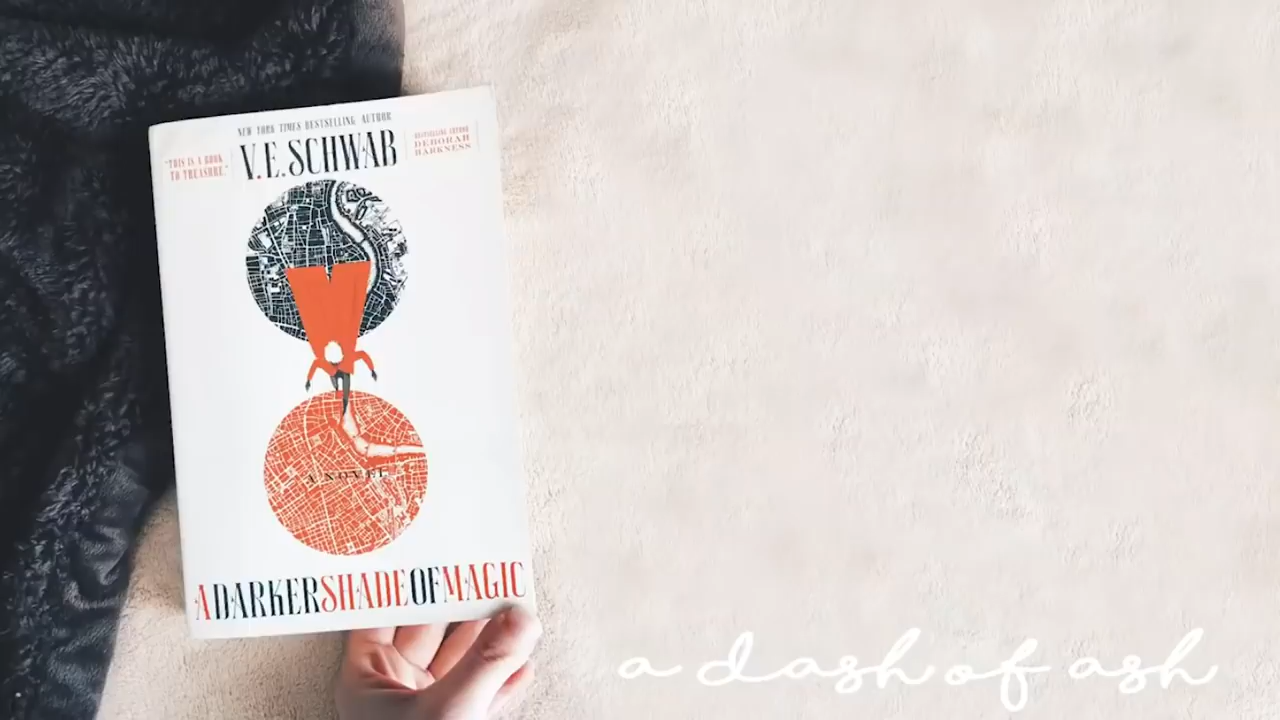 NEW YORK TIMES BESTSELLING AUTHOR
V. E. SCHWAB
"THIS IS A BOOK
TO TREASURE."
BESTSELLING AUTHOR
DEBORAH
HARKNESS
A NOVEL
A DARKER SHADE OF MAGIC
a dash of ash